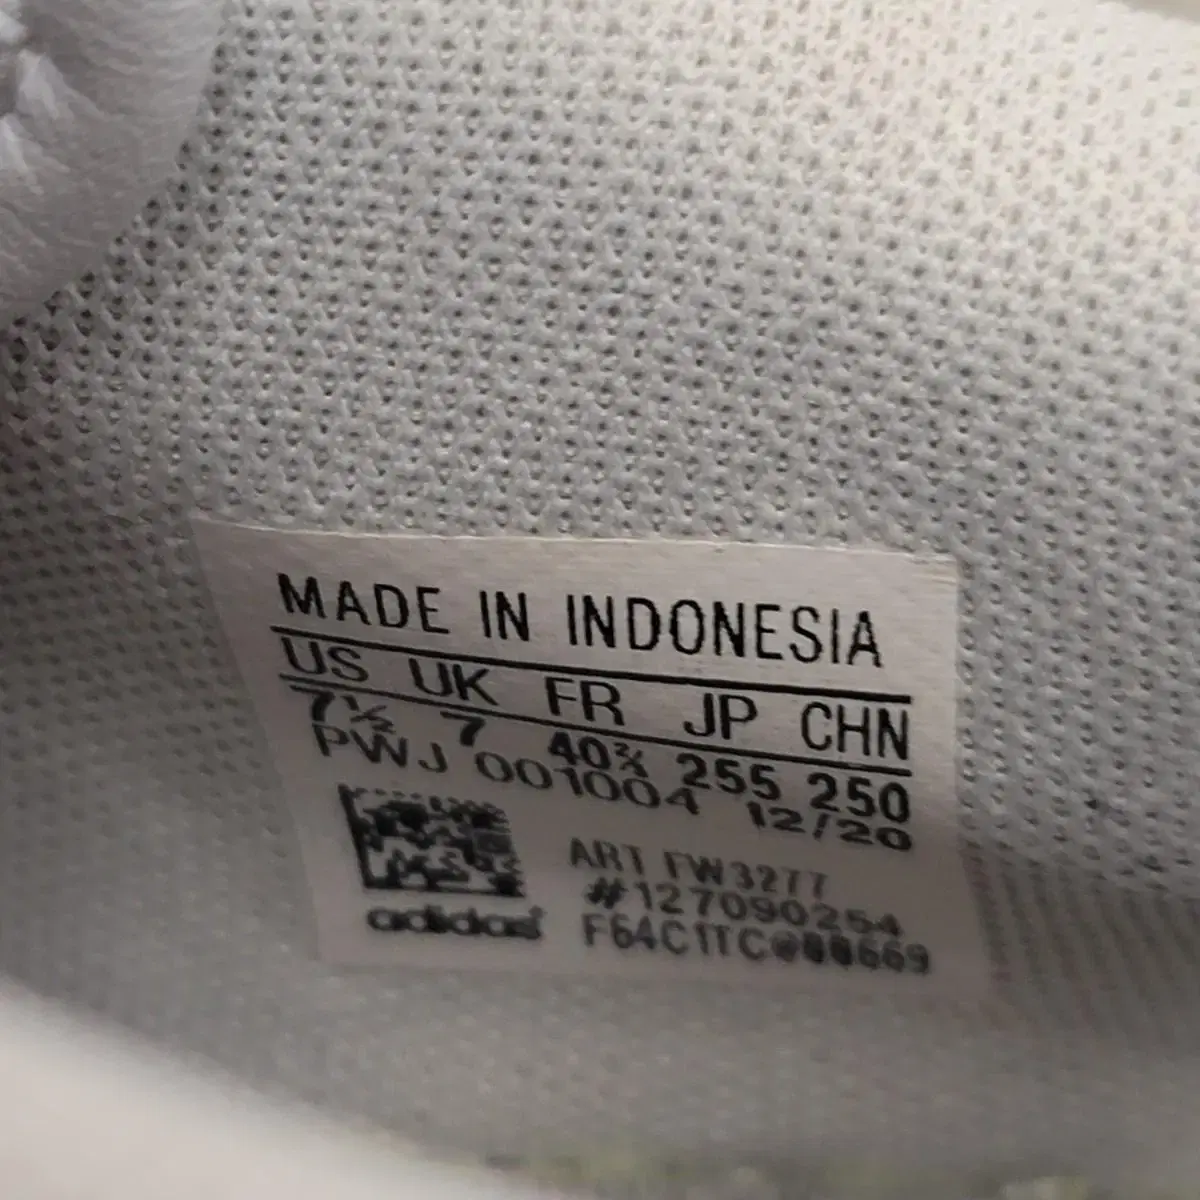 MADE IN INDONESIA
US UK FR JP CHN
7½ 7 40⅔ 255 250
PWJ 001004 12/20
ART FW3277
#127090254
adidas